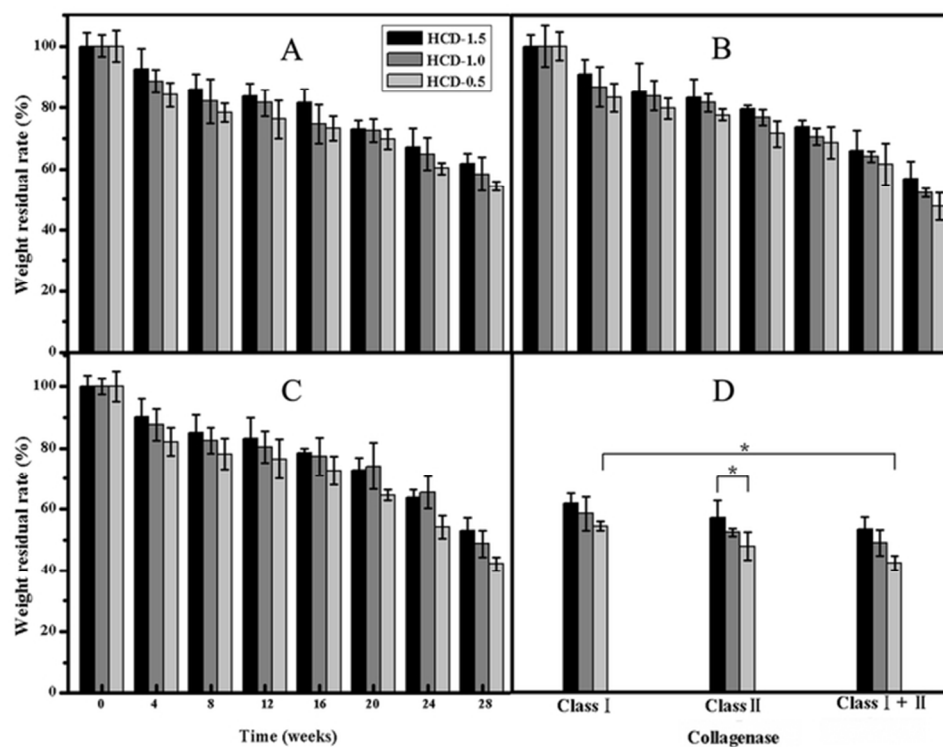 A
HCD-1.5
HCD-1.0
HCD-0.5
B
Weight residual rate (%)
100
80
60
40
20
0
C
D
Weight residual rate (%)
100
80
60
40
20
0
*
*
0 4 8 12 16 20 24 28
Class Ⅰ Class Ⅱ Class Ⅰ + Ⅱ
Time (weeks)
Collagenase